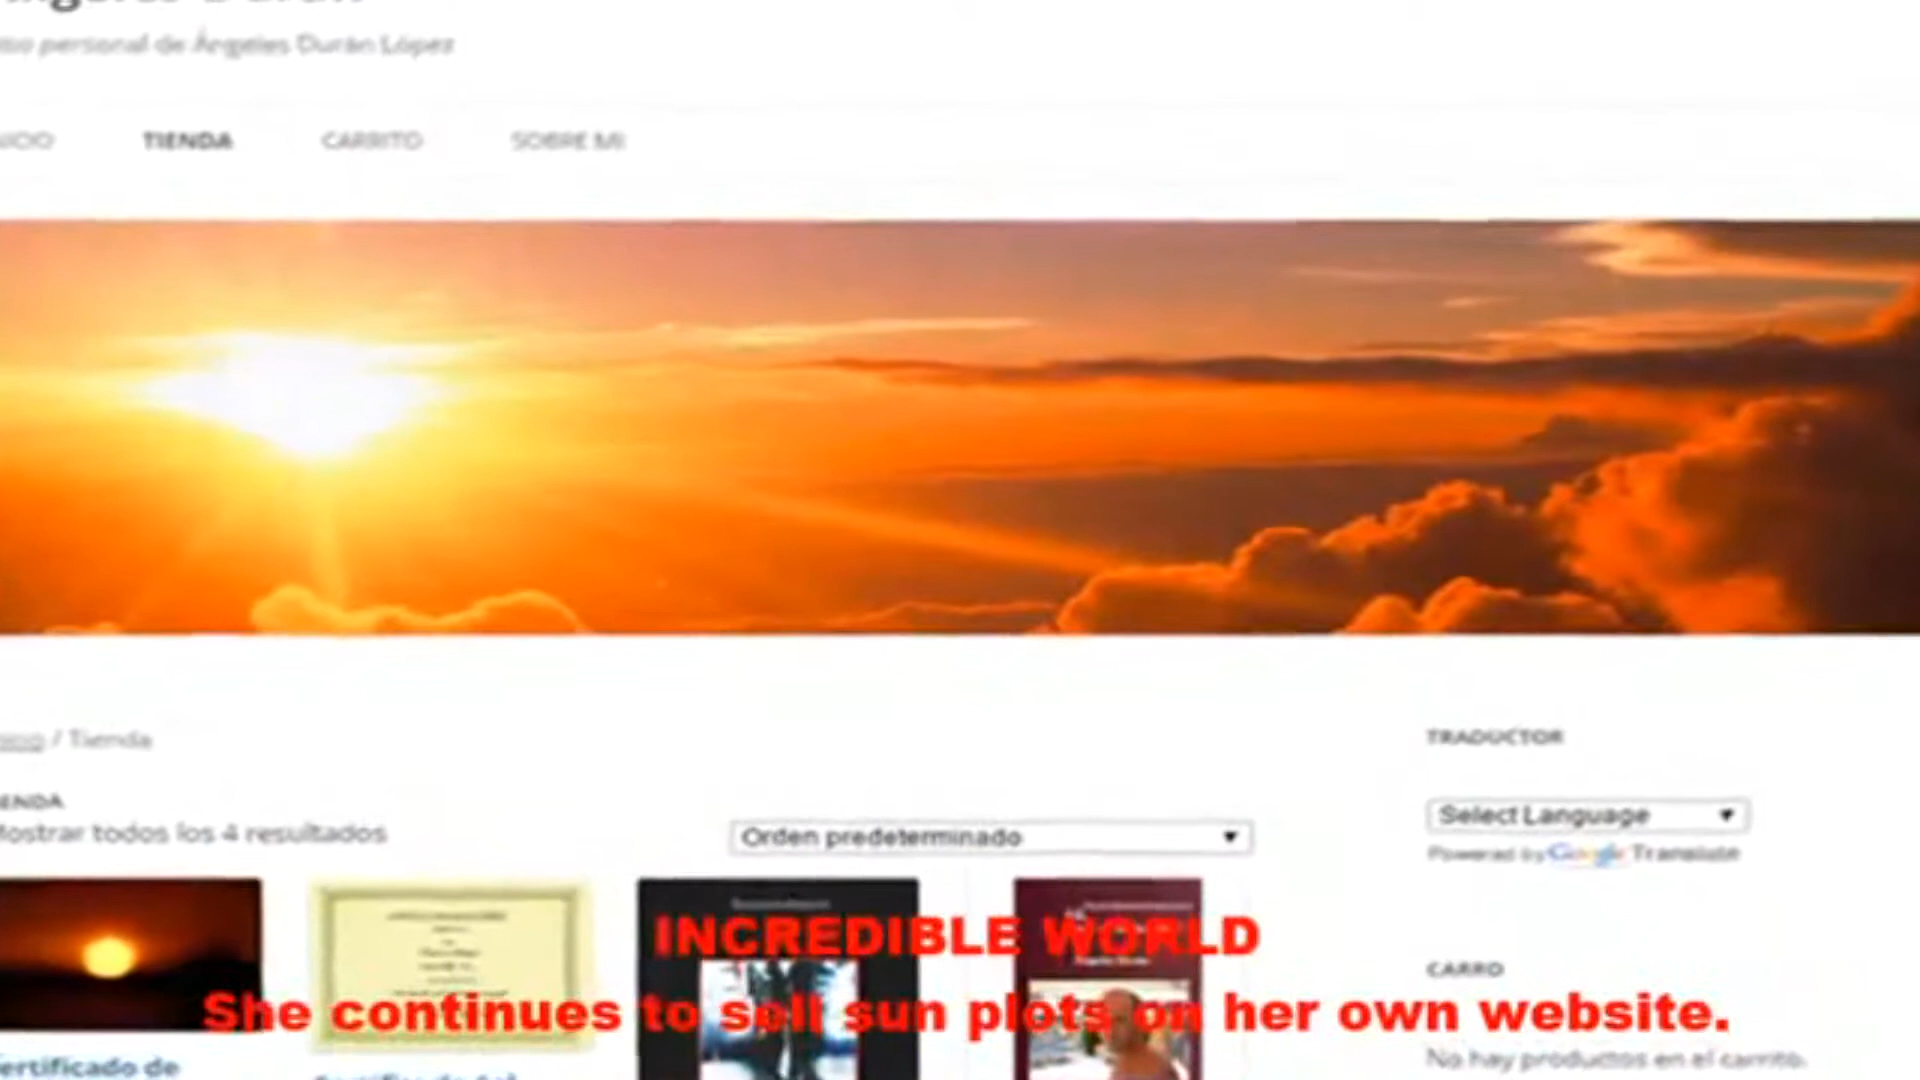 personal de Ángeles Durán López
TIENDA CARRITO SOBRE MI
/ Tienda
TRADUCTOR
Mostrar todos los 4 resultados
Orden predeterminado
Select Language
Powered by Google Translate
INCREDIBLE WORLD
CARRO
She continues to sell sun plots on her own website.
No hay productos en el carrito.